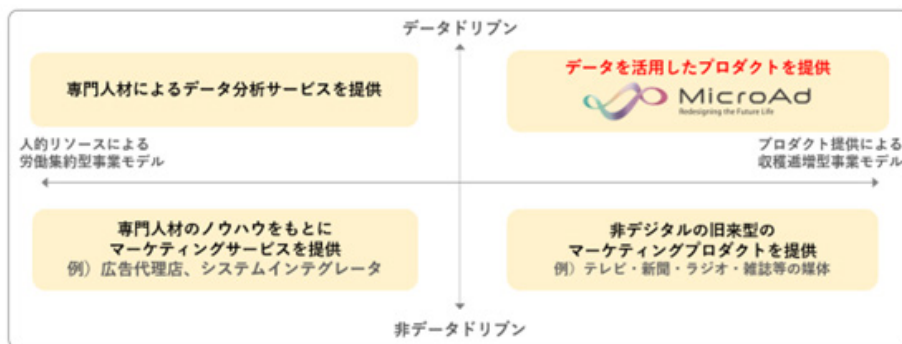 データドリブン
専門人材によるデータ分析サービスを提供
データを活用したプロダクトを提供
MicroAd
Redesigning the Future Life
人的リソースによる
労働集約型事業モデル
プロダクト提供による
収穫逓増型事業モデル
専門人材のノウハウをもとに
マーケティングサービスを提供
例）広告代理店、システムインテグレータ
非デジタルの旧来型の
マーケティングプロダクトを提供
例）テレビ・新聞・ラジオ・雑誌等の媒体
非データドリブン